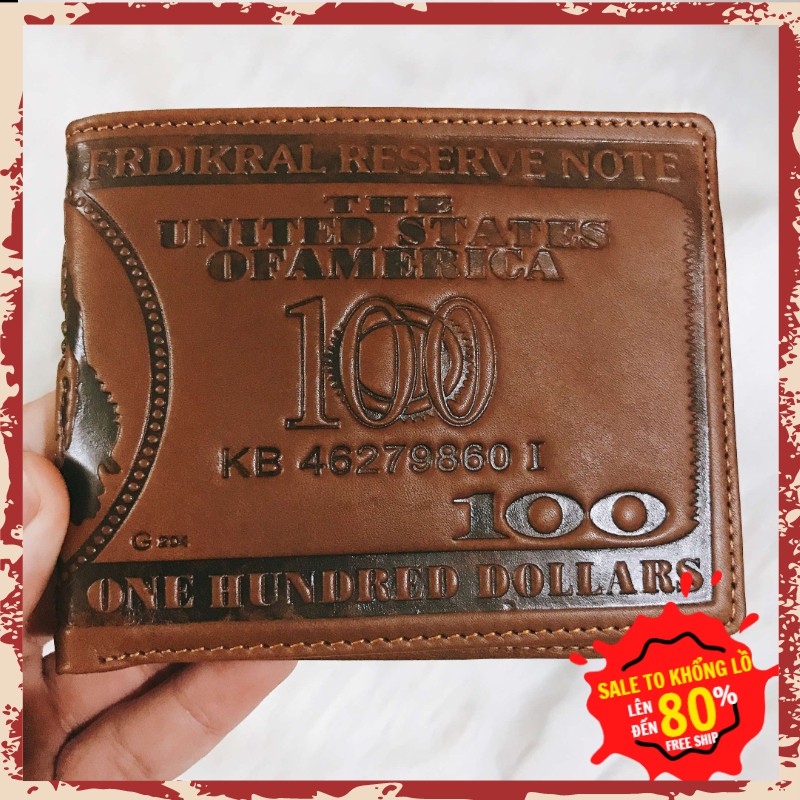 FRDIKRAL RESERVE NOTE
THE
UNITED STATES
OFAMERICA
100
KB 46279860 I
100
G 204
ONE HUNDRED DOLLARS
SALE TO KHỔNG LỒ
LÊN
ĐẾN
80%
FREE SHIP